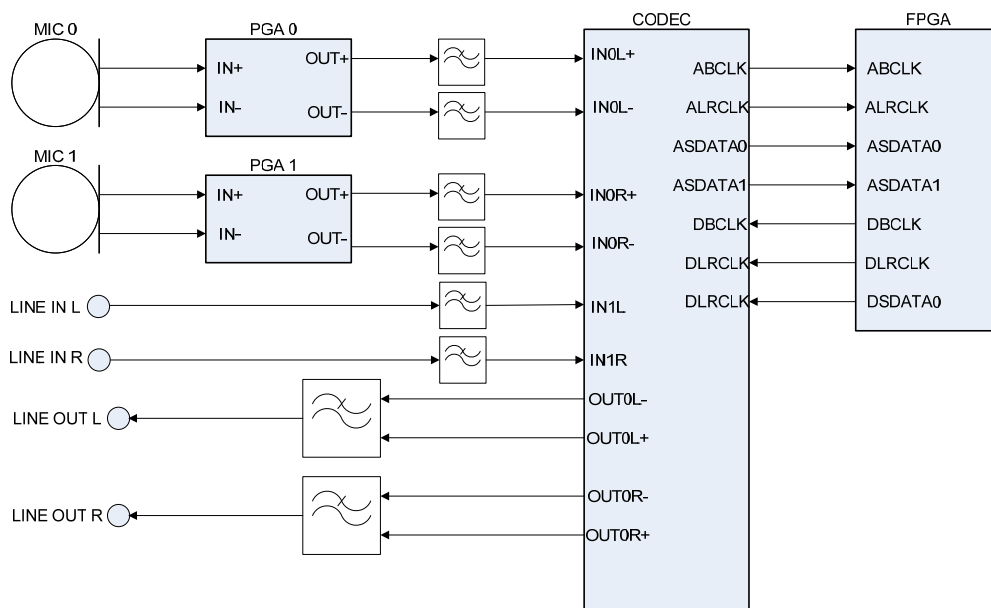 MIC 0
PGA 0
IN+
IN-
OUT+
OUT-
MIC 1
PGA 1
IN+
IN-
OUT+
OUT-
LINE IN L
LINE IN R
LINE OUT L
LINE OUT R
CODEC
IN0L+
IN0L-
IN0R+
IN0R-
IN1L
IN1R
OUT0L-
OUT0L+
OUT0R-
OUT0R+
ABCLK
ALRCLK
ASDATA0
ASDATA1
DBCLK
DLRCLK
DLRCLK
FPGA
ABCLK
ALRCLK
ASDATA0
ASDATA1
DBCLK
DLRCLK
DSDATA0